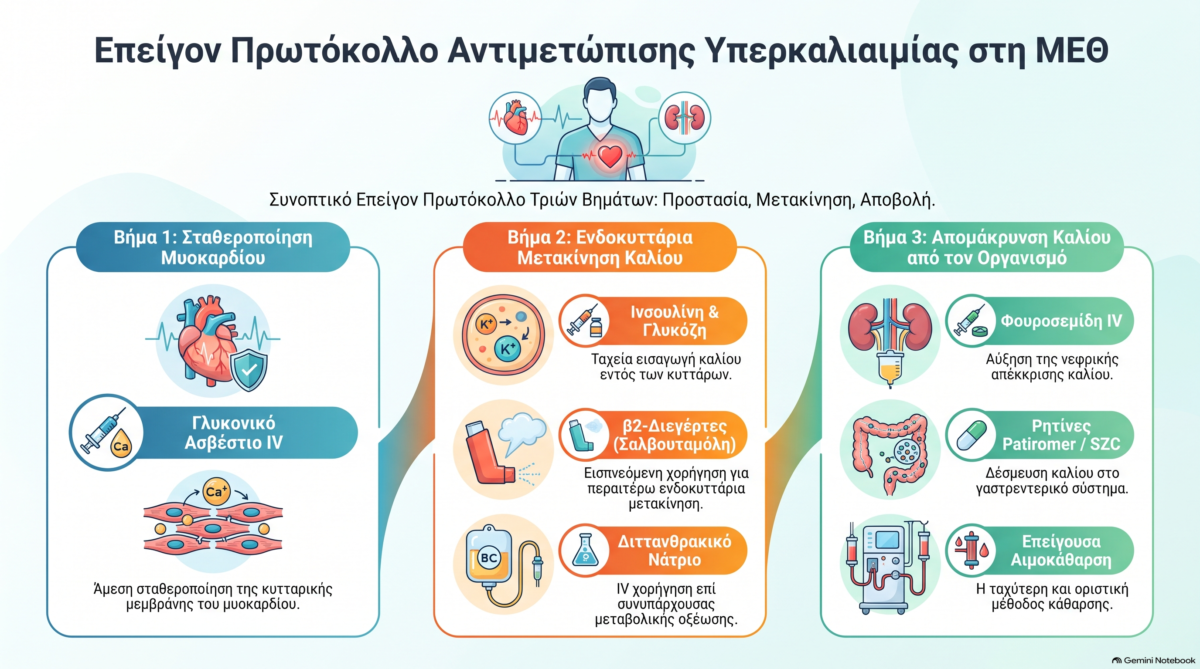 Επείγον Πρωτόκολλο Αντιμετώπισης Υπερκαλιαιμίας στη ΜΕΘ
Συνοπτικό Επείγον Πρωτόκολλο Τριών Βημάτων: Προστασία, Μετακίνηση, Αποβολή.
Βήμα 1: Σταθεροποίηση
Μυοκαρδίου
Γλυκονικό
Ασβέστιο IV
Ca
Ca⁺
Άμεση σταθεροποίηση της κυτταρικής
μεμβράνης του μυοκαρδίου.
Βήμα 2: Ενδοκυττάρια
Μετακίνηση Καλίου
K⁺
K⁺
Ινσουλίνη &
Γλυκόζη
Ταχεία εισαγωγή καλίου
εντός των κυττάρων.
β2-Διεγέρτες
(Σαλβουταμόλη)
Εισπνεόμενη χορήγηση για
περαιτέρω ενδοκυττάρια
μετακίνηση.
BC
Διττανθρακικό
Νάτριο
IV χορήγηση επί
συνυπάρχουσας
μεταβολικής οξέωσης.
Βήμα 3: Απομάκρυνση Καλίου
από τον Οργανισμό
Φουροσεμίδη IV
Αύξηση της νεφρικής
απέκκρισης καλίου.
Ρητίνες
Patiromer / SZC
Δέσμευση καλίου στο
γαστρεντερικό σύστημα.
Επείγουσα
Αιμοκάθαρση
Η ταχύτερη και οριστική
μέθοδος κάθαρσης.
Gemini Notebook